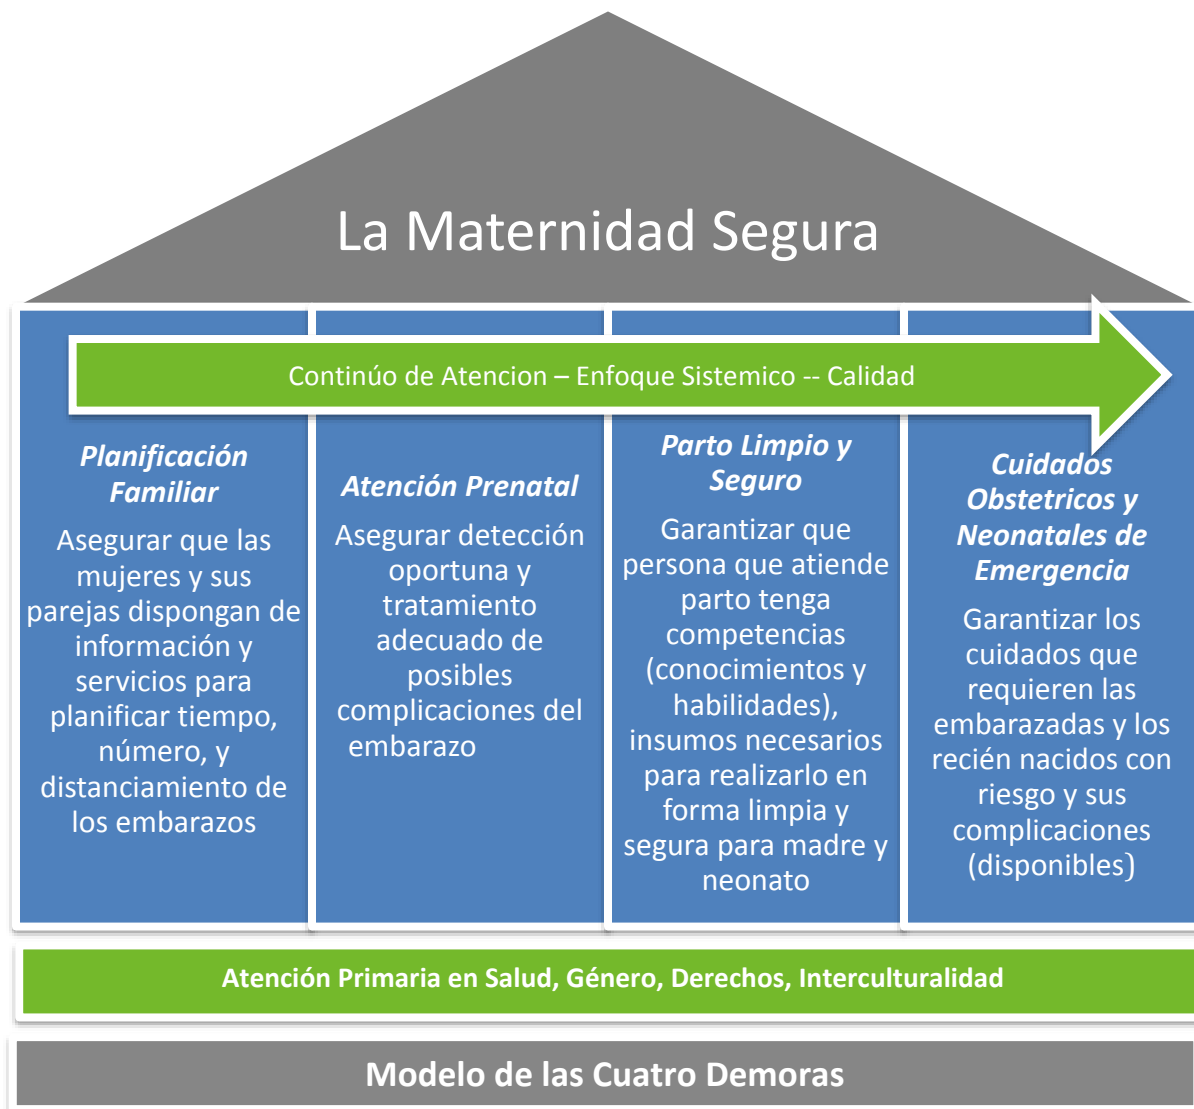 La Maternidad Segura
Continúo de Atencion – Enfoque Sistemico -- Calidad
Planificación
Familiar
Asegurar que las
mujeres y sus
parejas dispongan de
información y
servicios para
planificar tiempo,
número, y
distanciamiento de
los embarazos
Atención Prenatal
Asegurar detección
oportuna y
tratamiento
adecuado de
posibles
complicaciones del
embarazo
Parto Limpio y
Seguro
Garantizar que
persona que atiende
parto tenga
competencias
(conocimientos y
habilidades),
insumos necesarios
para realizarlo en
forma limpia y
segura para madre y
neonato
Cuidados
Obstetricos y
Neonatales de
Emergencia
Garantizar los
cuidados que
requieren las
embarazadas y los
recién nacidos con
riesgo y sus
complicaciones
(disponibles)
Atención Primaria en Salud, Género, Derechos, Interculturalidad
Modelo de las Cuatro Demoras